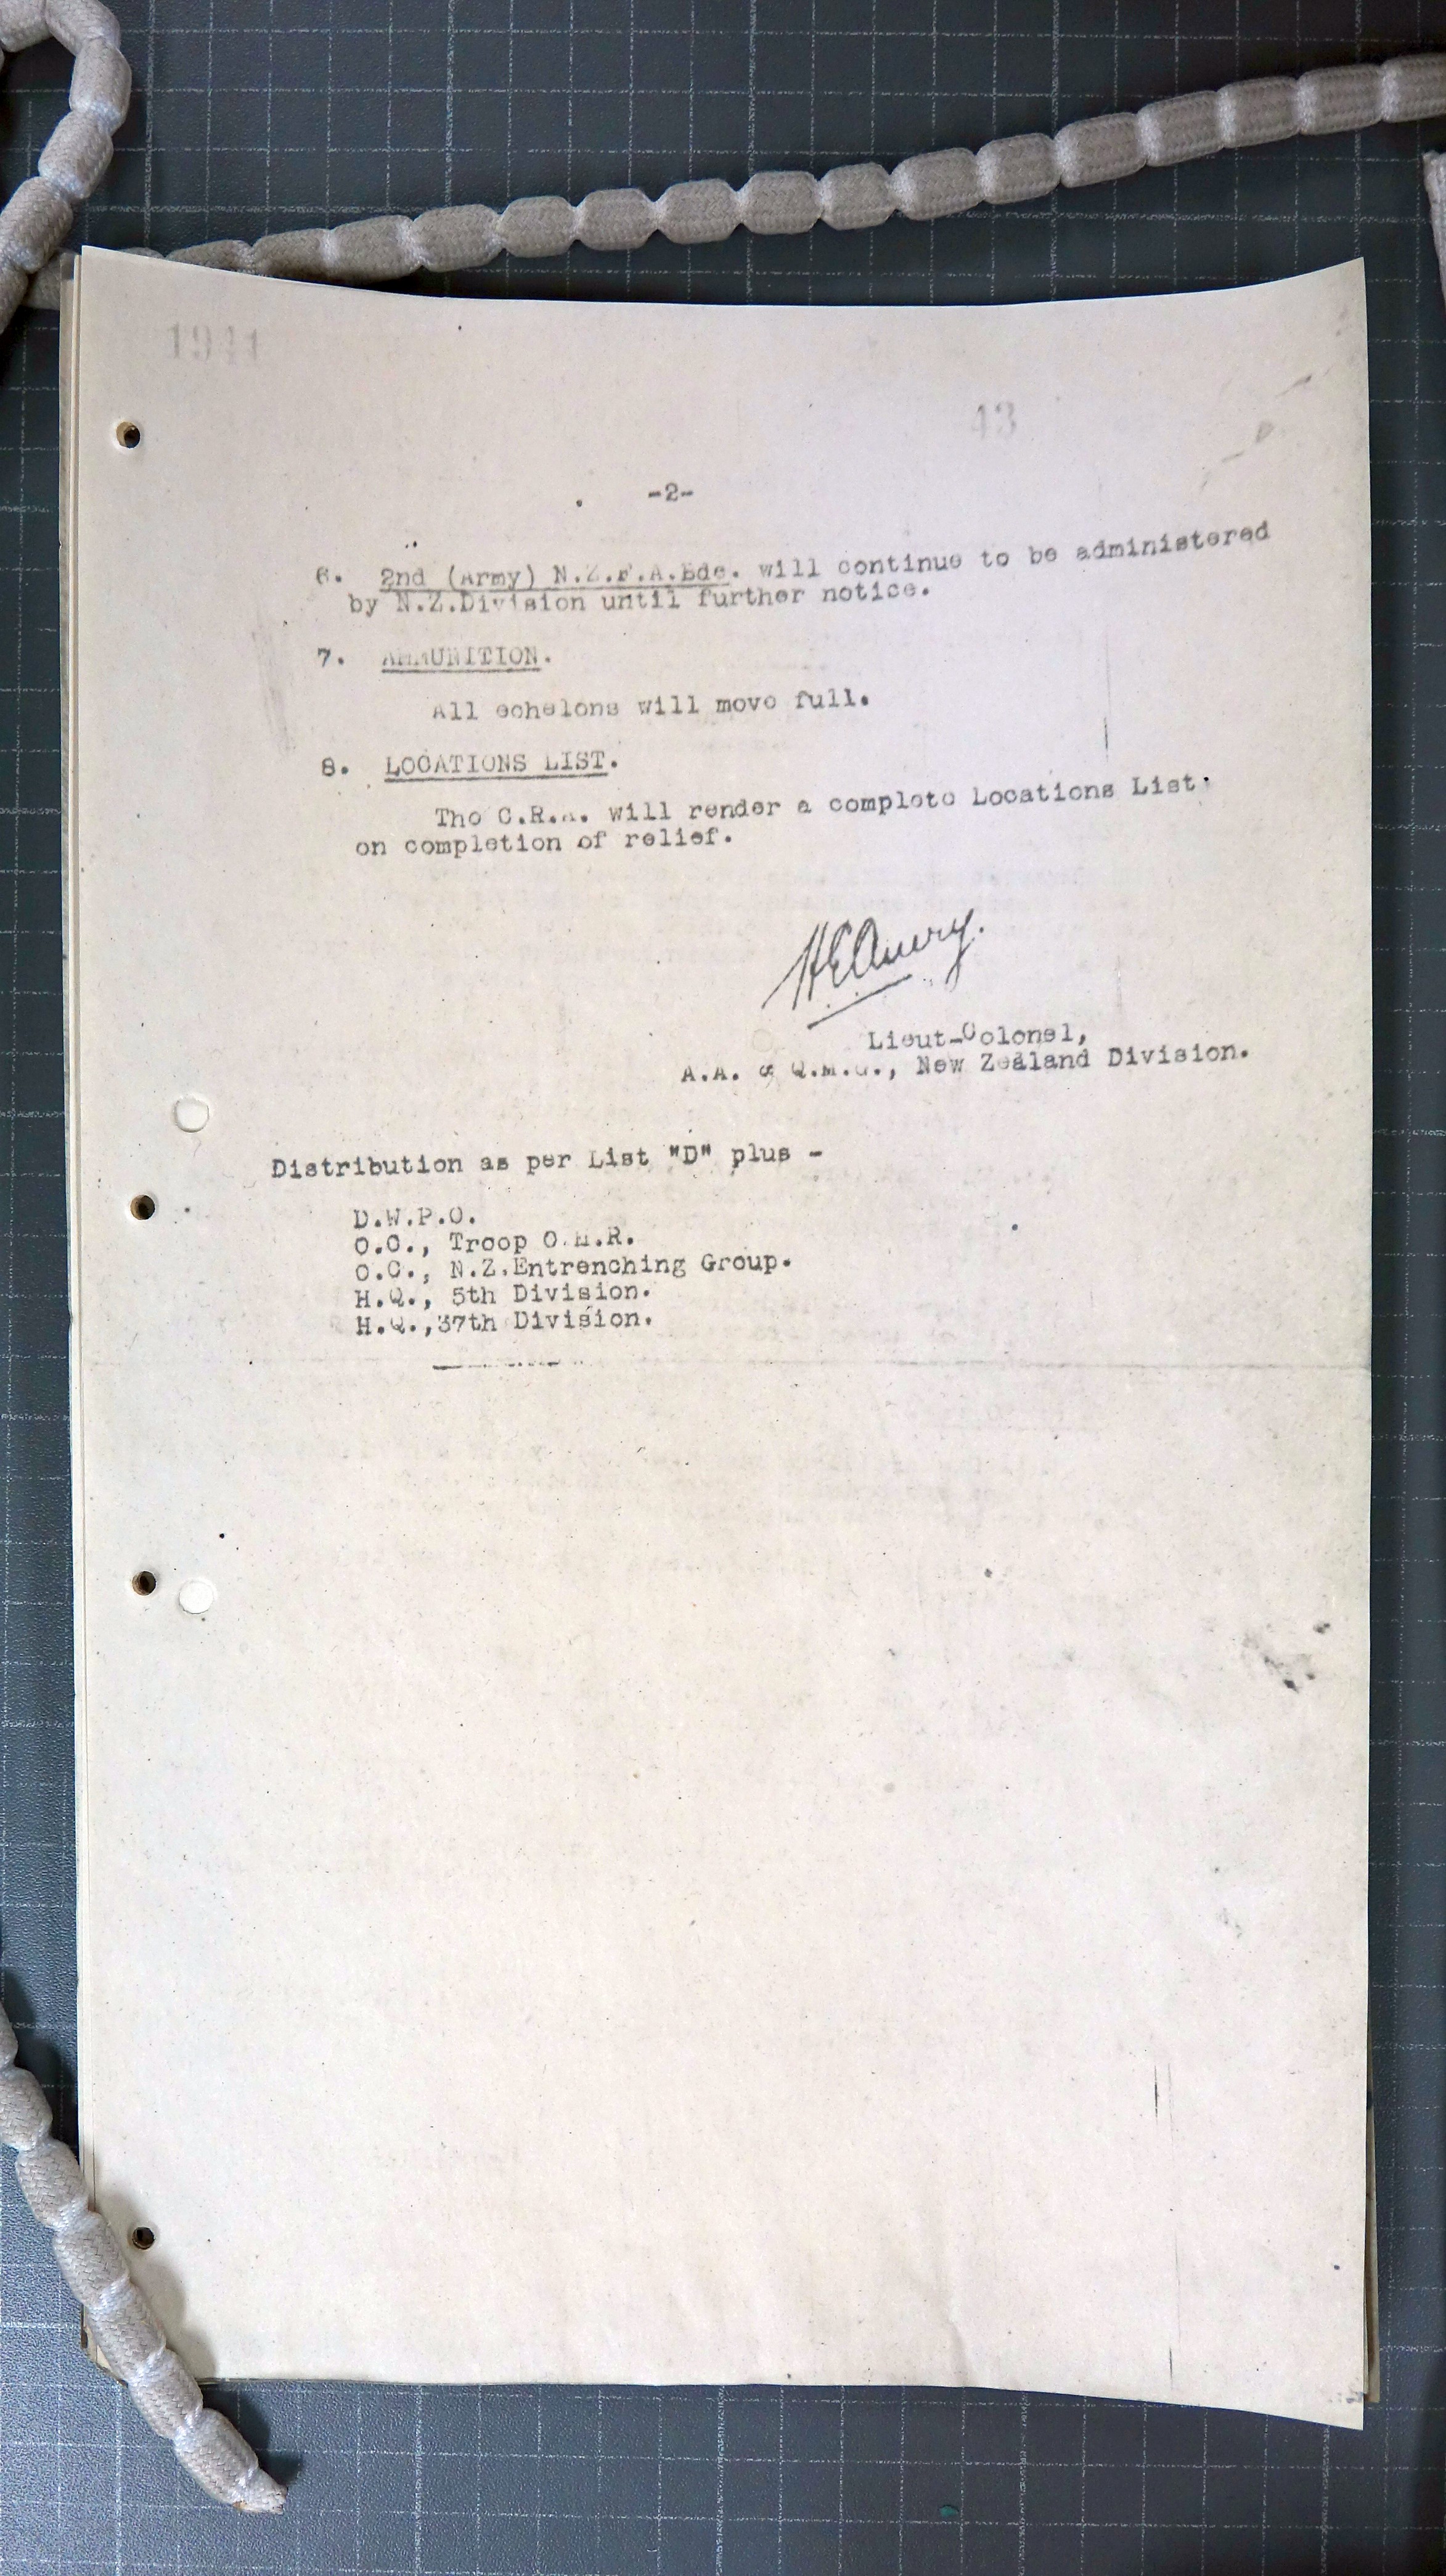 43
-2-
6. 2nd (Army) N.Z.F.A.Bde. will continue to be administered
by N.Z.Division until further notice.
7. AMMUNITION.
All echelons will move full.
8. LOCATIONS LIST.
The C.R.A. will render a complete Locations List
on completion of relief.
HEAvery.
Lieut-Colonel,
A.A. & Q.M.G., New Zealand Division.
Distribution as per List "D" plus -
D.W.P.O.
O.C., Troop O.H.R.
O.C., N.Z.Entrenching Group.
H.Q., 5th Division.
H.Q.,37th Division.